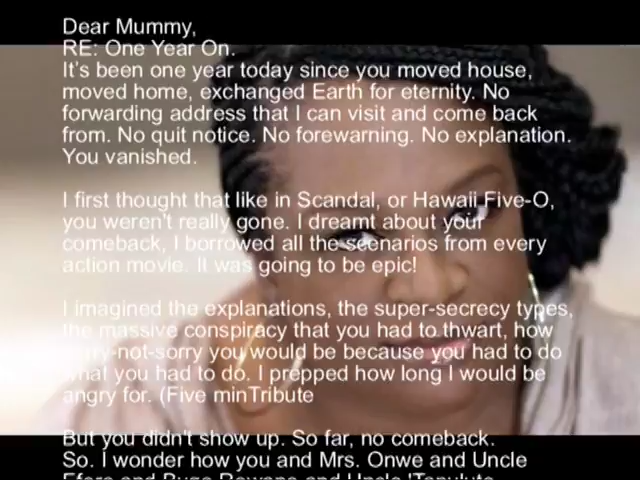 Dear Mummy,
RE: One Year On.
It's been one year today since you moved house,
moved home, exchanged Earth for eternity. No
forwarding address that I can visit and come back
from. No quit notice. No forewarning. No explanation.
You vanished.
I first thought that like in Scandal, or Hawaii Five-O,
you weren't really gone. I dreamt about your
comeback, I borrowed all the scenarios from every
action movie. It was going to be epic!
I imagined the explanations, the super-secrecy types,
the massive conspiracy that you had to thwart, how
sorry-not-sorry you would be because you had to do
what you had to do. I prepped how long I would be
angry for. (Five minTribute
But you didn't show up. So far, no comeback.
So. I wonder how you and Mrs. Onwe and Uncle
and Uncle